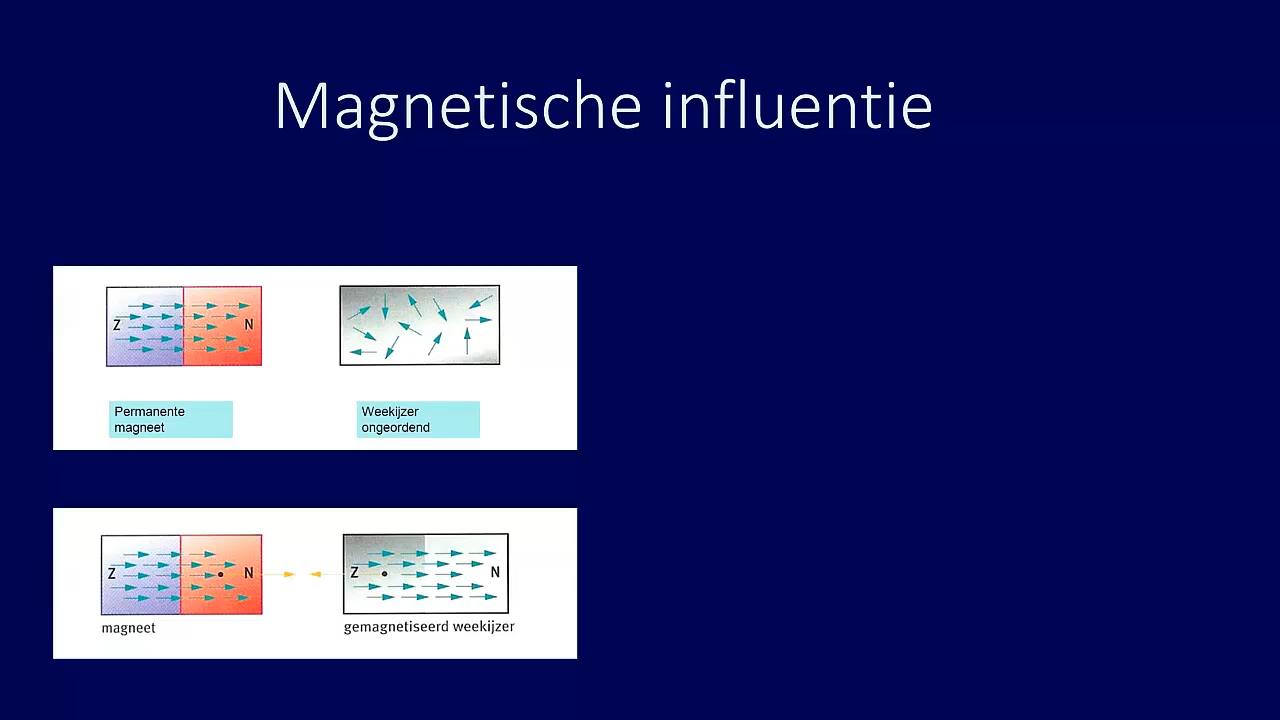 Magnetische influentie
Z N
Permanente
magneet
Weekijzer
ongeordend
Z N Z N
magneet gemagnetiseerd weekijzer